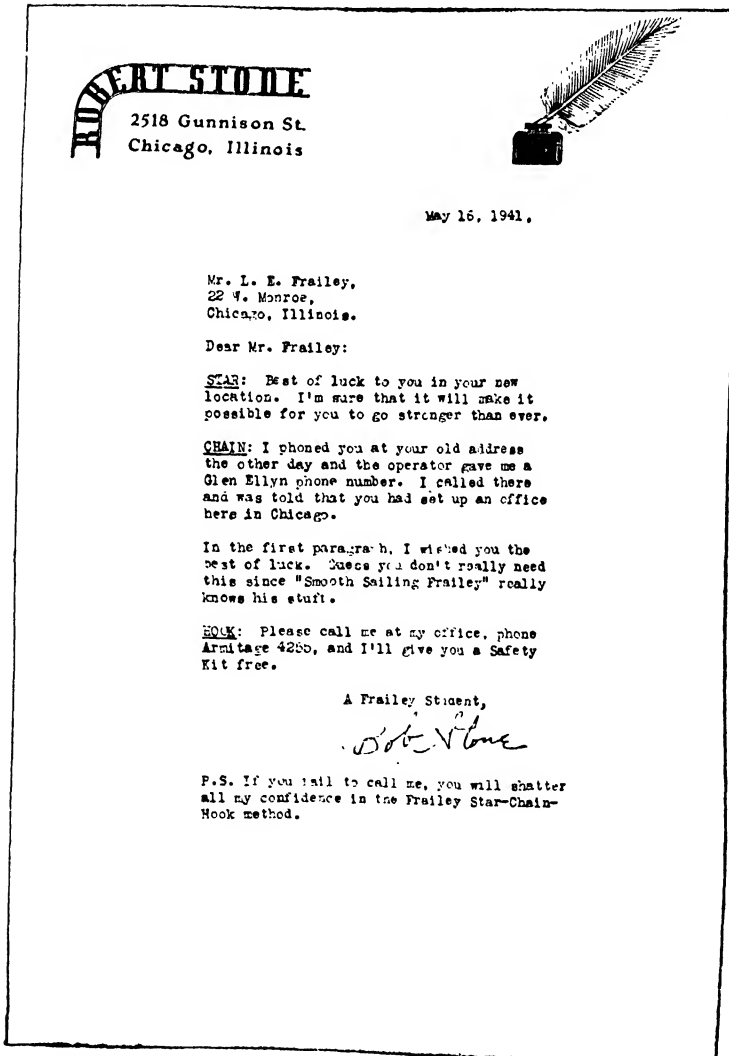 ROBERT STONE
2518 Gunnison St.
Chicago, Illinois
May 16, 1941.
Mr. L. E. Frailey,
22 W. Monroe,
Chicago, Illinois.
Dear Mr. Frailey:
STAR: Best of luck to you in your new
location. I'm sure that it will make it
possible for you to go stronger than ever.
CHAIN: I phoned you at your old address
the other day and the operator gave me a
Glen Ellyn phone number. I called there
and was told that you had set up an office
here in Chicago.
In the first paragraph, I wished you the
best of luck. Guess you don't really need
this since "Smooth Sailing Frailey" really
knows his stuff.
HOOK: Please call me at my office, phone
Armitage and I'll give you a Safety
Kit free.
A Frailey Student,
Bob Stone
P.S. If you fail to call me, you will shatter
all my confidence in the Frailey Star-Chain-
Hook method.